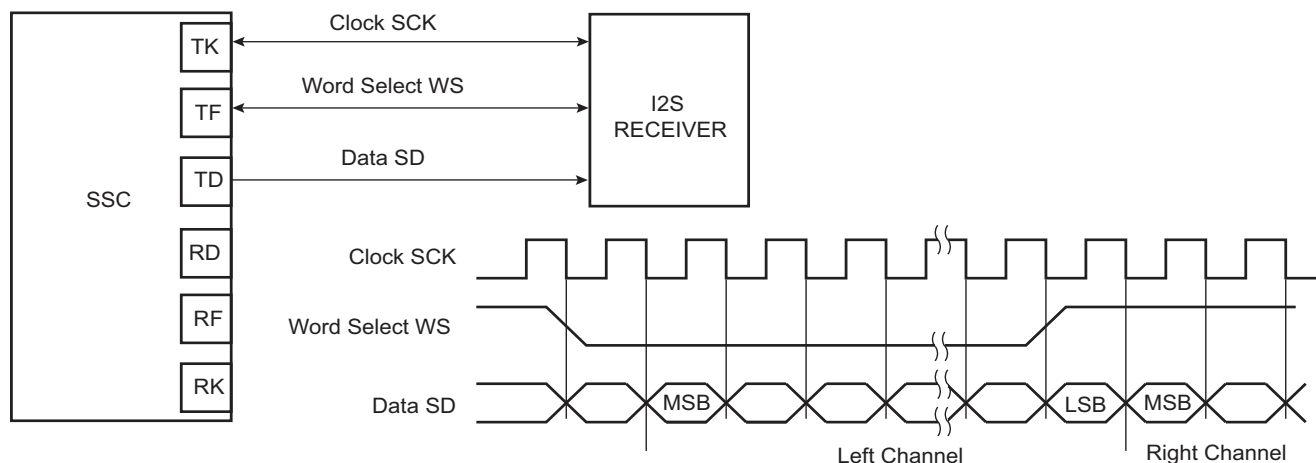 Clock SCK
TK
Word Select WS
TF
I2S
RECEIVER
Data SD
TD
SSC
RD
Clock SCK
RF
Word Select WS
RK
Data SD
MSB
LSB
MSB
Left Channel
Right Channel